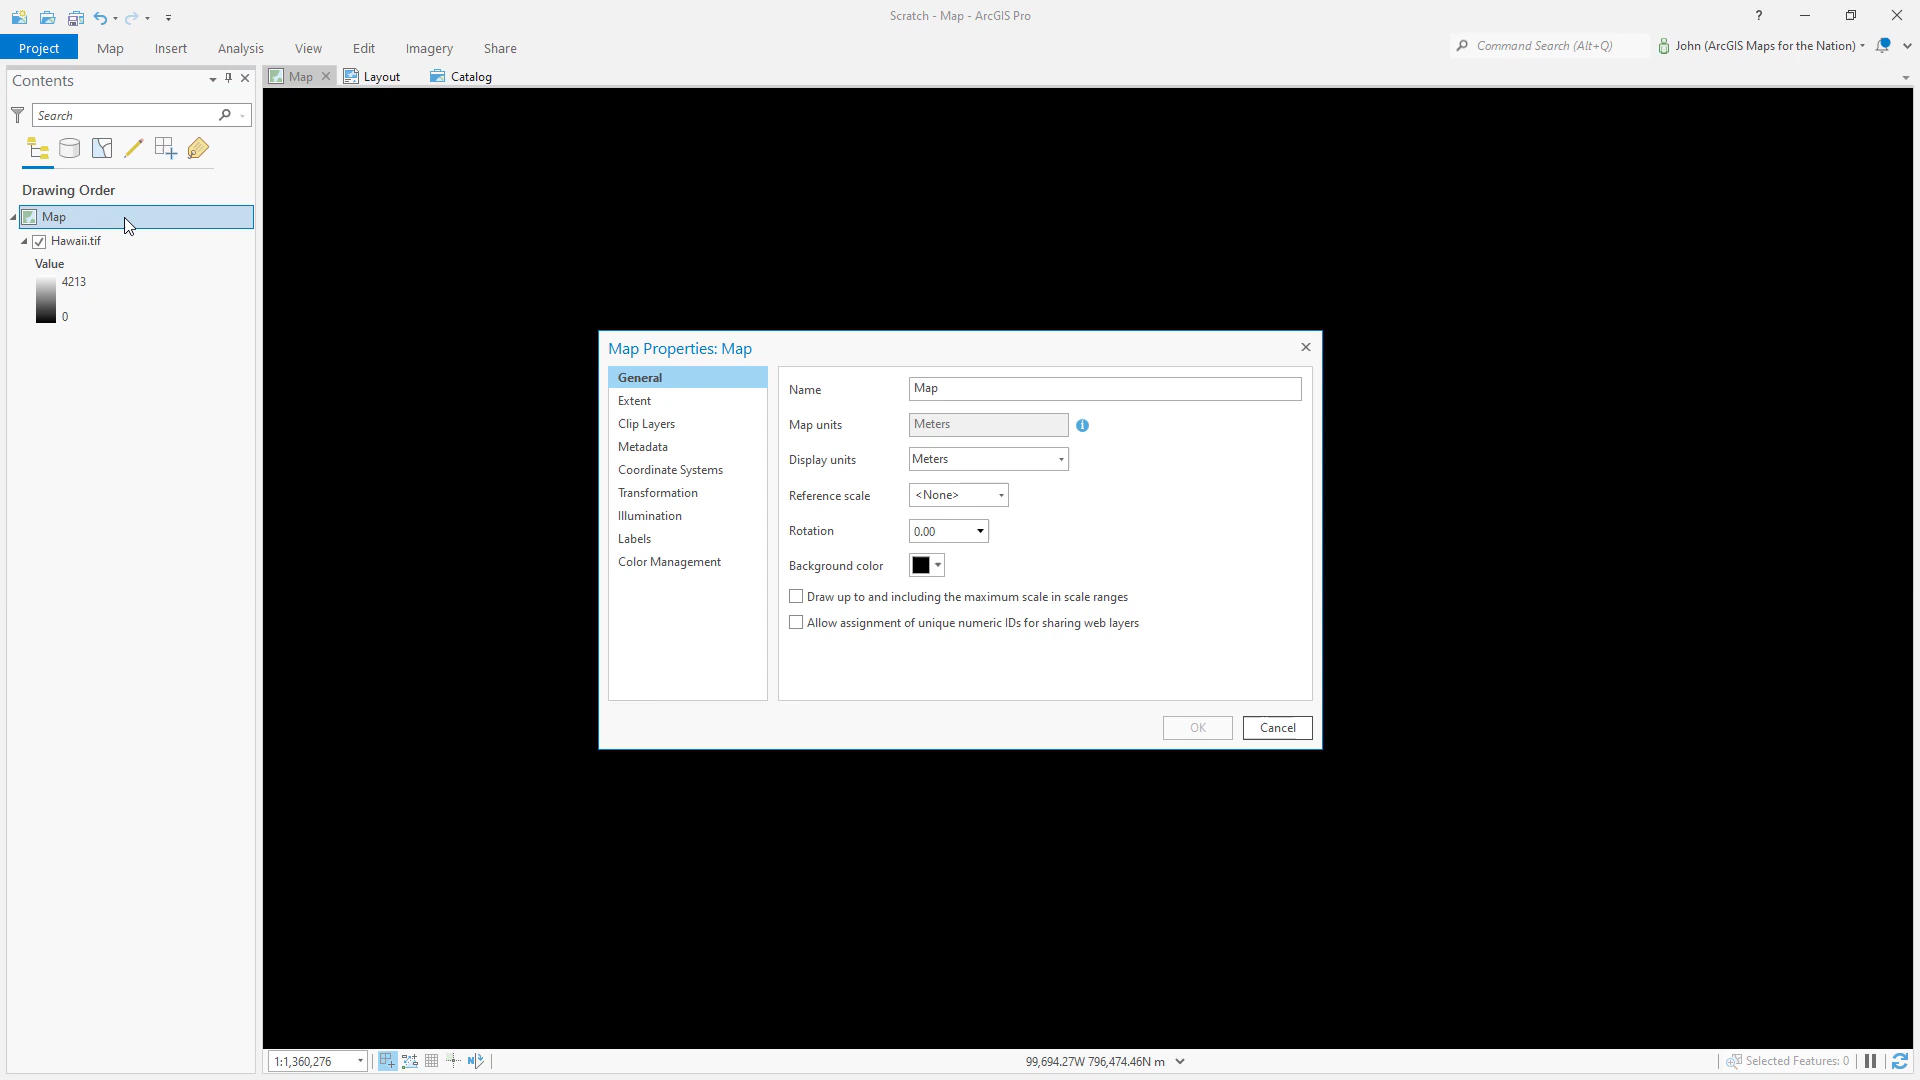 Scratch - Map - ArcGIS Pro
?
Project
Map
Insert
Analysis
View
Edit
Imagery
Share
Command Search (Alt+Q)
John (ArcGIS Maps for the Nation)
Contents
Map
Layout
Catalog
Search
Drawing Order
Map
Hawaii.tif
Value
4213
0
Map Properties: Map
General
Extent
Clip Layers
Metadata
Coordinate Systems
Transformation
Illumination
Labels
Color Management
Name
Map
Map units
Meters
Display units
Meters
Reference scale
<None>
Rotation
0.00
Background color
Draw up to and including the maximum scale in scale ranges
Allow assignment of unique numeric IDs for sharing web layers
OK
Cancel
1:1,360,276
N
99,694.27W 796,474.46N m
Selected Features: 0